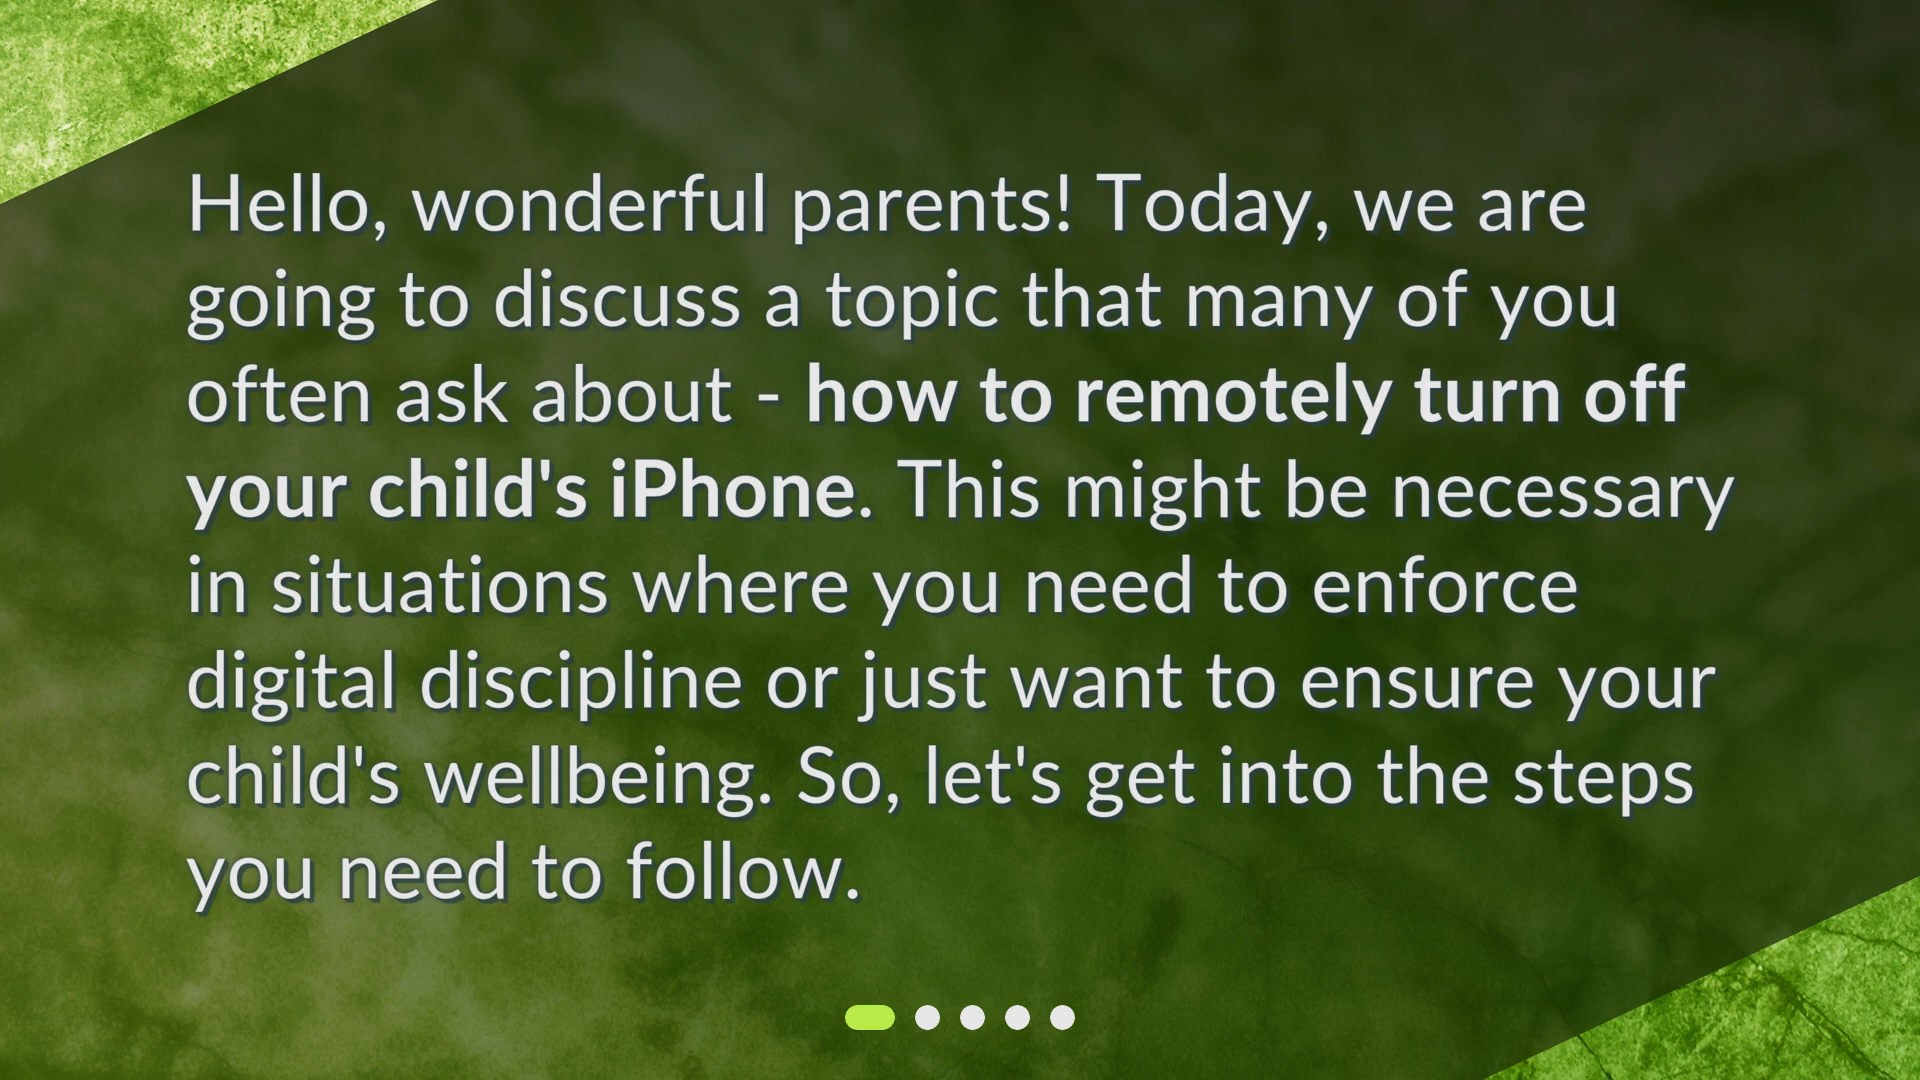 Hello, wonderful parents! Today, we are
going to discuss a topic that many of you
often ask about - how to remotely turn off
your child's iPhone. This might be necessary
in situations where you need to enforce
digital discipline or just want to ensure your
child's wellbeing. So, let's get into the steps
you need to follow.